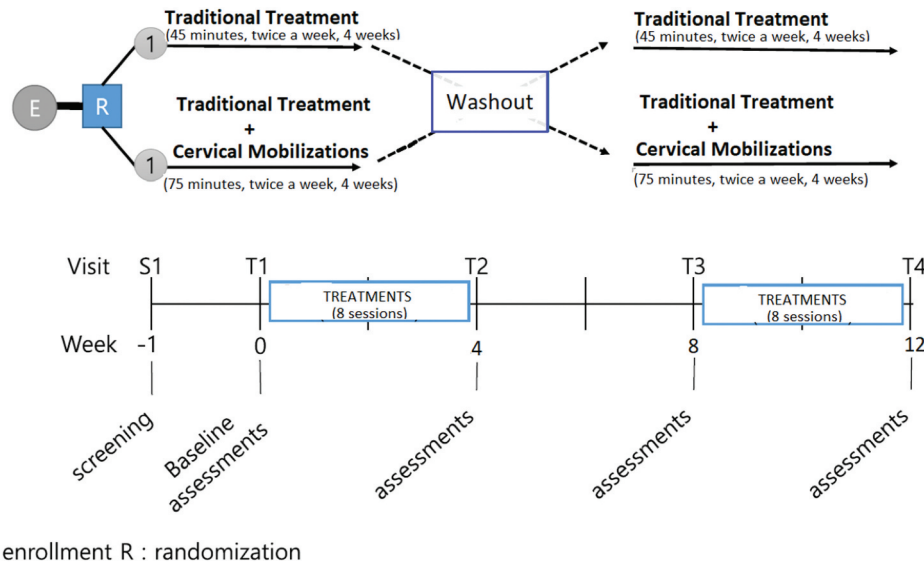 Traditional Treatment
(45 minutes, twice a week, 4 weeks)
1
E
R
Traditional Treatment
+
Cervical Mobilizations
1
(75 minutes, twice a week, 4 weeks)
Washout
Traditional Treatment
(45 minutes, twice a week, 4 weeks)
Traditional Treatment
+
Cervical Mobilizations
(75 minutes, twice a week, 4 weeks)
Visit S1 T1 T2 T3 T4
TREATMENTS
(8 sessions)
TREATMENTS
(8 sessions)
Week -1 0 4 8 12
screening
Baseline
assessments
assessments
assessments
assessments
enrollment R : randomization